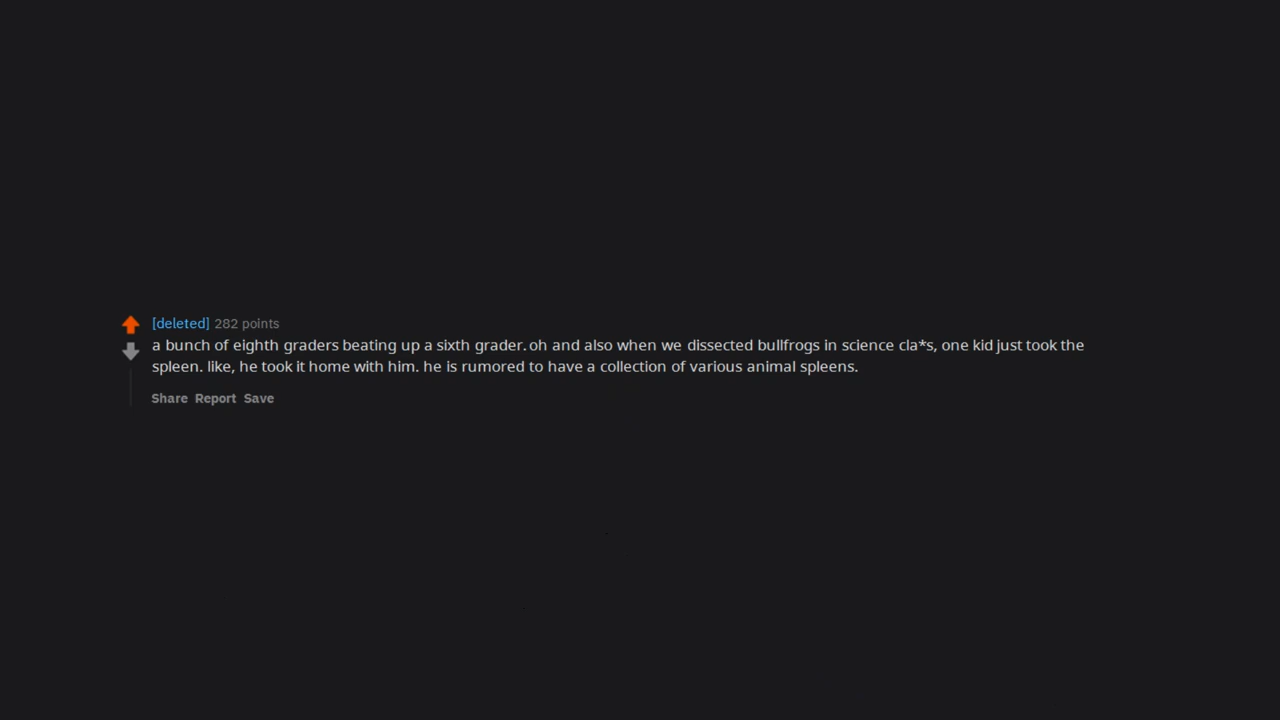 [deleted] 282 points
a bunch of eighth graders beating up a sixth grader. oh and also when we dissected bullfrogs in science cla*s, one kid just took the
spleen. like, he took it home with him. he is rumored to have a collection of various animal spleens.
Share Report Save